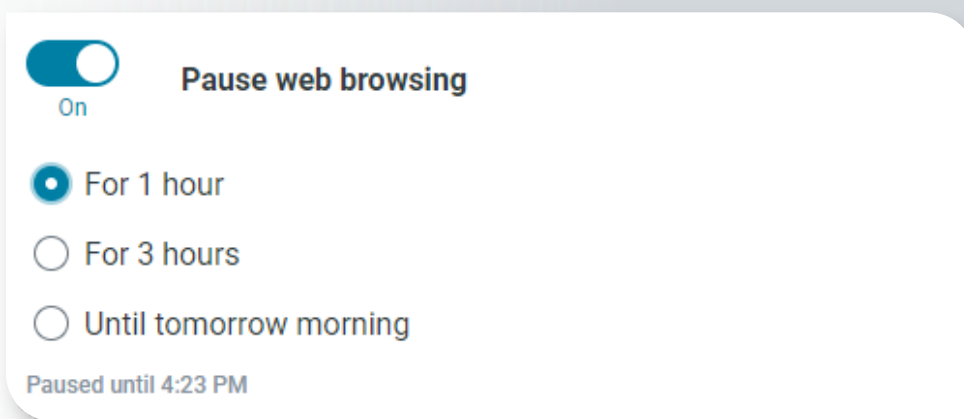 Pause web browsing
On
For 1 hour
For 3 hours
Until tomorrow morning
Paused until 4:23 PM